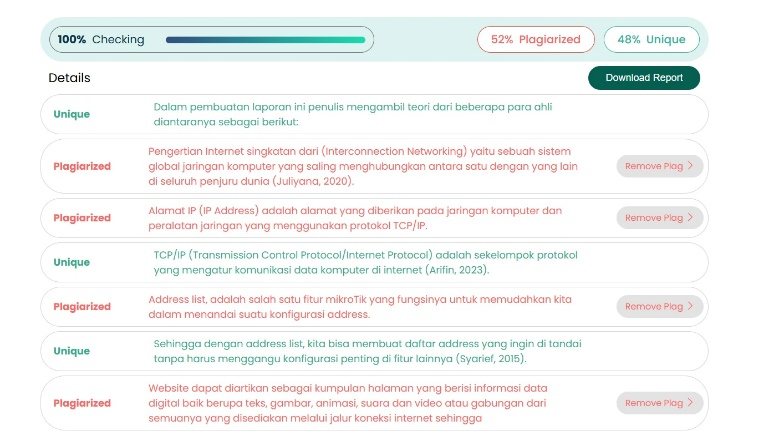 100% Checking
52% Plagiarized
48% Unique
Details
Download Report
Unique
Dalam pembuatan laporan ini penulis mengambil teori dari beberapa para ahli
diantaranya sebagai berikut:
Plagiarized
Pengertian Internet singkatan dari (Interconnection Networking) yaitu sebuah sistem
global jaringan komputer yang saling menghubungkan antara satu dengan yang lain
di seluruh penjuru dunia (Juliyana, 2020).
Remove Plag >
Plagiarized
Alamat IP (IP Address) adalah alamat yang diberikan pada jaringan komputer dan
peralatan jaringan yang menggunakan protokol TCP/IP.
Remove Plag >
Unique
TCP/IP (Transmission Control Protocol/Internet Protocol) adalah sekelompok protokol
yang mengatur komunikasi data komputer di internet (Arifin, 2023).
Plagiarized
Address list, adalah salah satu fitur mikroTik yang fungsinya untuk memudahkan kita
dalam menandai suatu konfigurasi address.
Remove Plag >
Unique
Sehingga dengan address list, kita bisa membuat daftar address yang ingin di tandai
tanpa harus menggangu konfigurasi penting di fitur lainnya (Syarief, 2015).
Plagiarized
Website dapat diartikan sebagai kumpulan halaman yang berisi informasi data
digital baik berupa teks, gambar, animasi, suara dan video atau gabungan dari
semuanya yang disediakan melalui jalur koneksi internet sehingga
Remove Plag >